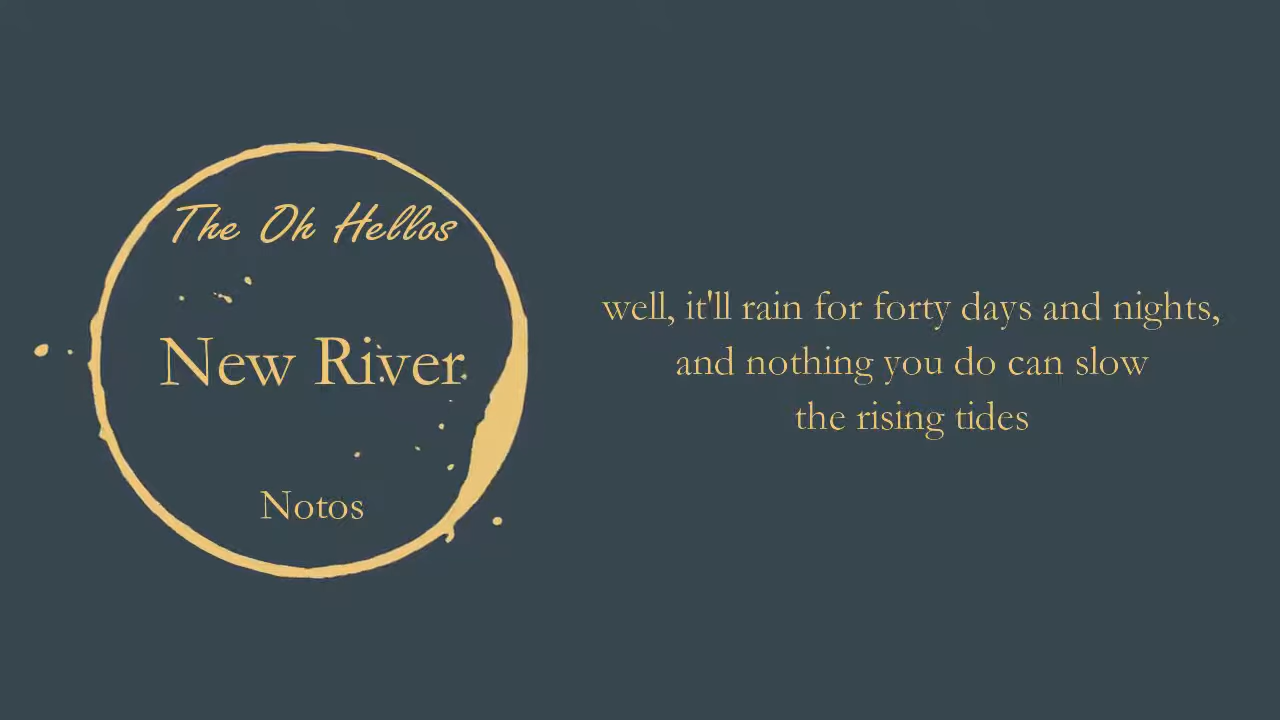 The Oh Hellos
New River
Notos
well, it'll rain for forty days and nights,
and nothing you do can slow
the rising tides